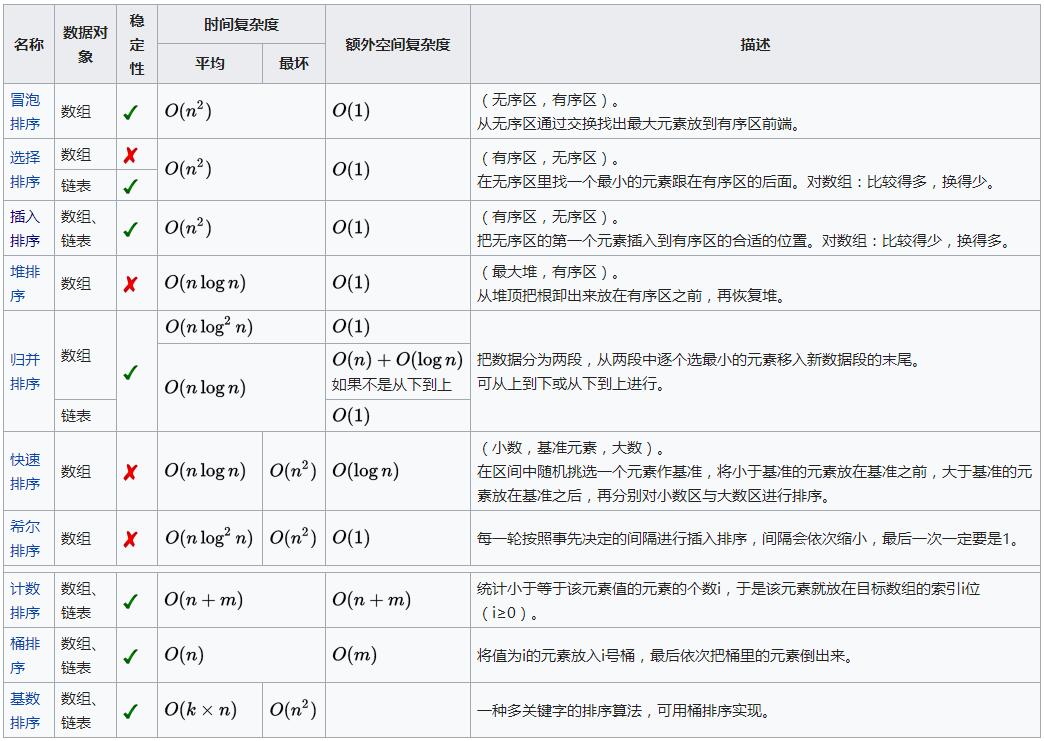 名称
数据对象
稳定性
时间复杂度
平均
最坏
额外空间复杂度
描述
冒泡
排序
数组
✓
O(n²)
O(1)
（无序区，有序区）。
从无序区通过交换找出最大元素放到有序区前端。
选择
排序
数组
✗
链表
✓
O(n²)
O(1)
（有序区，无序区）。
在无序区里找一个最小的元素跟在有序区的后面。对数组：比较得多，换得少。
插入
排序
数组、
链表
✓
O(n²)
O(1)
（有序区，无序区）。
把无序区的第一个元素插入到有序区的合适的位置。对数组：比较得少，换得多。
堆排
序
数组
✗
O(n log n)
O(1)
（最大堆，有序区）。
从堆顶把根卸出来放在有序区之前，再恢复堆。
归并
排序
数组
链表
✓
O(n log² n)
O(1)
O(n log n)
O(n) + O(log n)
如果不是从下到上
O(1)
把数据分为两段，从两段中逐个选最小的元素移入新数据段的末尾。
可从上到下或从下到上进行。
快速
排序
数组
✗
O(n log n)
O(n²)
O(log n)
（小数，基准元素，大数）。
在区间中随机挑选一个元素作基准，将小于基准的元素放在基准之前，大于基准的元
素放在基准之后，再分别对小数区与大数区进行排序。
希尔
排序
数组
✗
O(n log² n)
O(n²)
O(1)
每一轮按照事先决定的间隔进行插入排序，间隔会依次缩小，最后一次一定要是1。
计数
排序
数组、
链表
✓
O(n + m)
O(n + m)
统计小于等于该元素值的元素的个数i，于是该元素就放在目标数组的索引i位
（i≥0）。
桶排
序
数组、
链表
✓
O(n)
O(m)
将值为i的元素放入i号桶，最后依次把桶里的元素倒出来。
基数
排序
数组、
链表
✓
O(k × n)
O(n²)
一种多关键字的排序算法，可用桶排序实现。